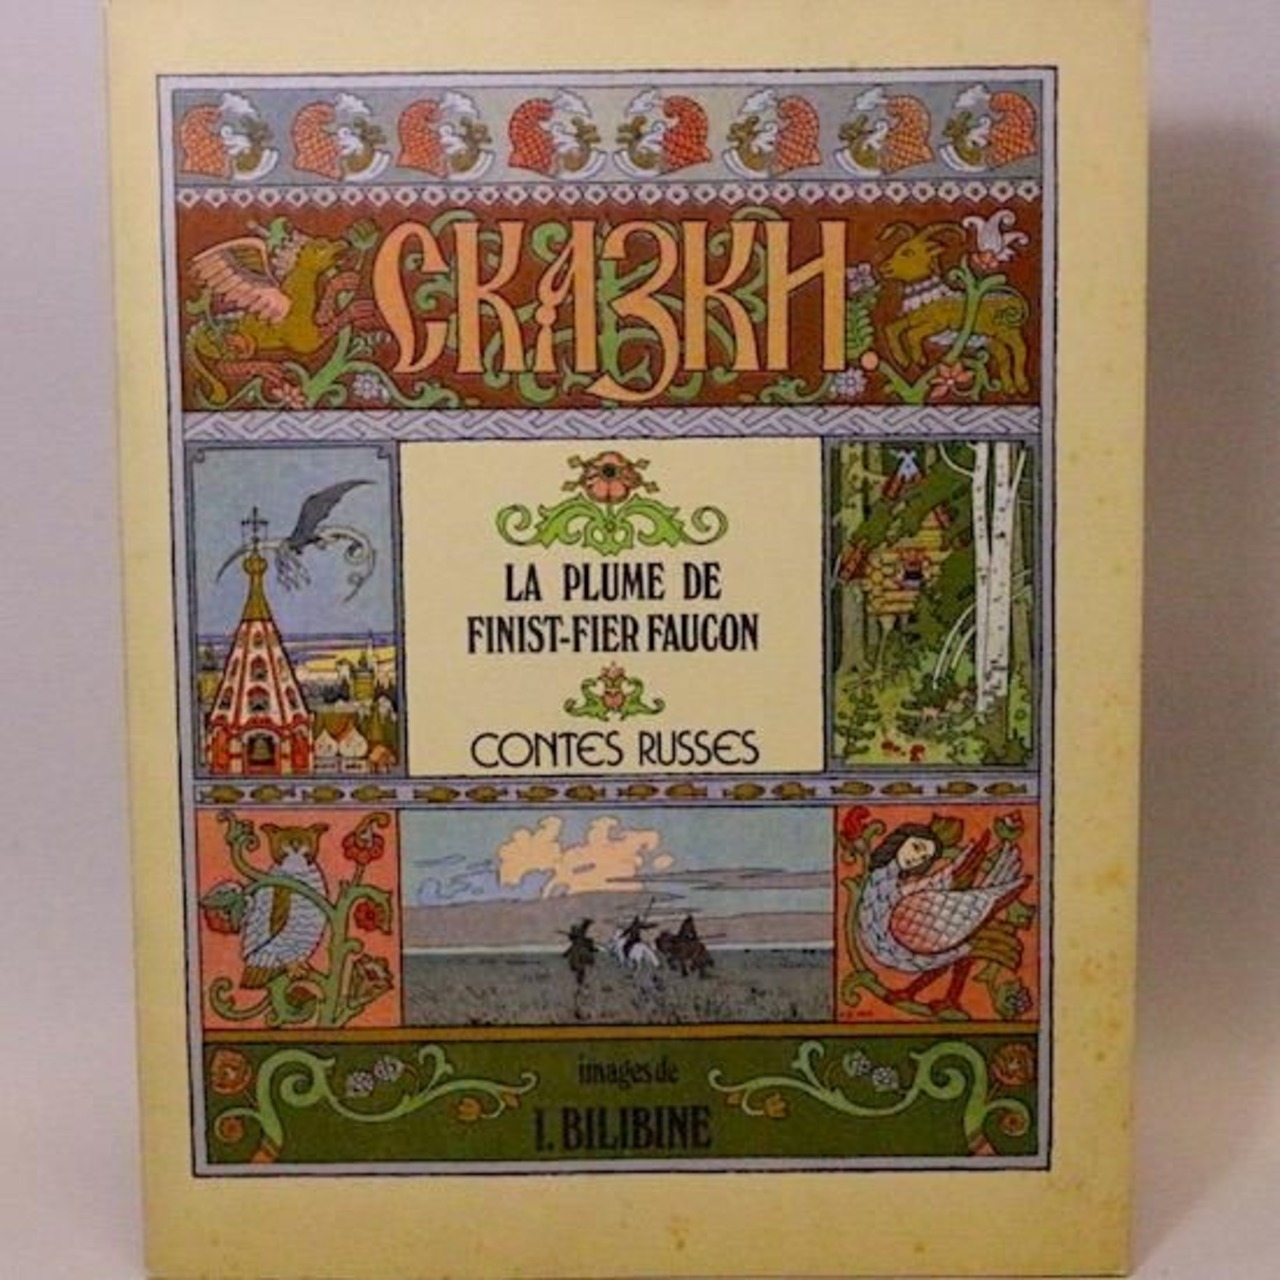 СКАЗКИ.
LA PLUME DE
FINIST-FIER FAUCON
CONTES RUSSES
images de
I. BILIBINE